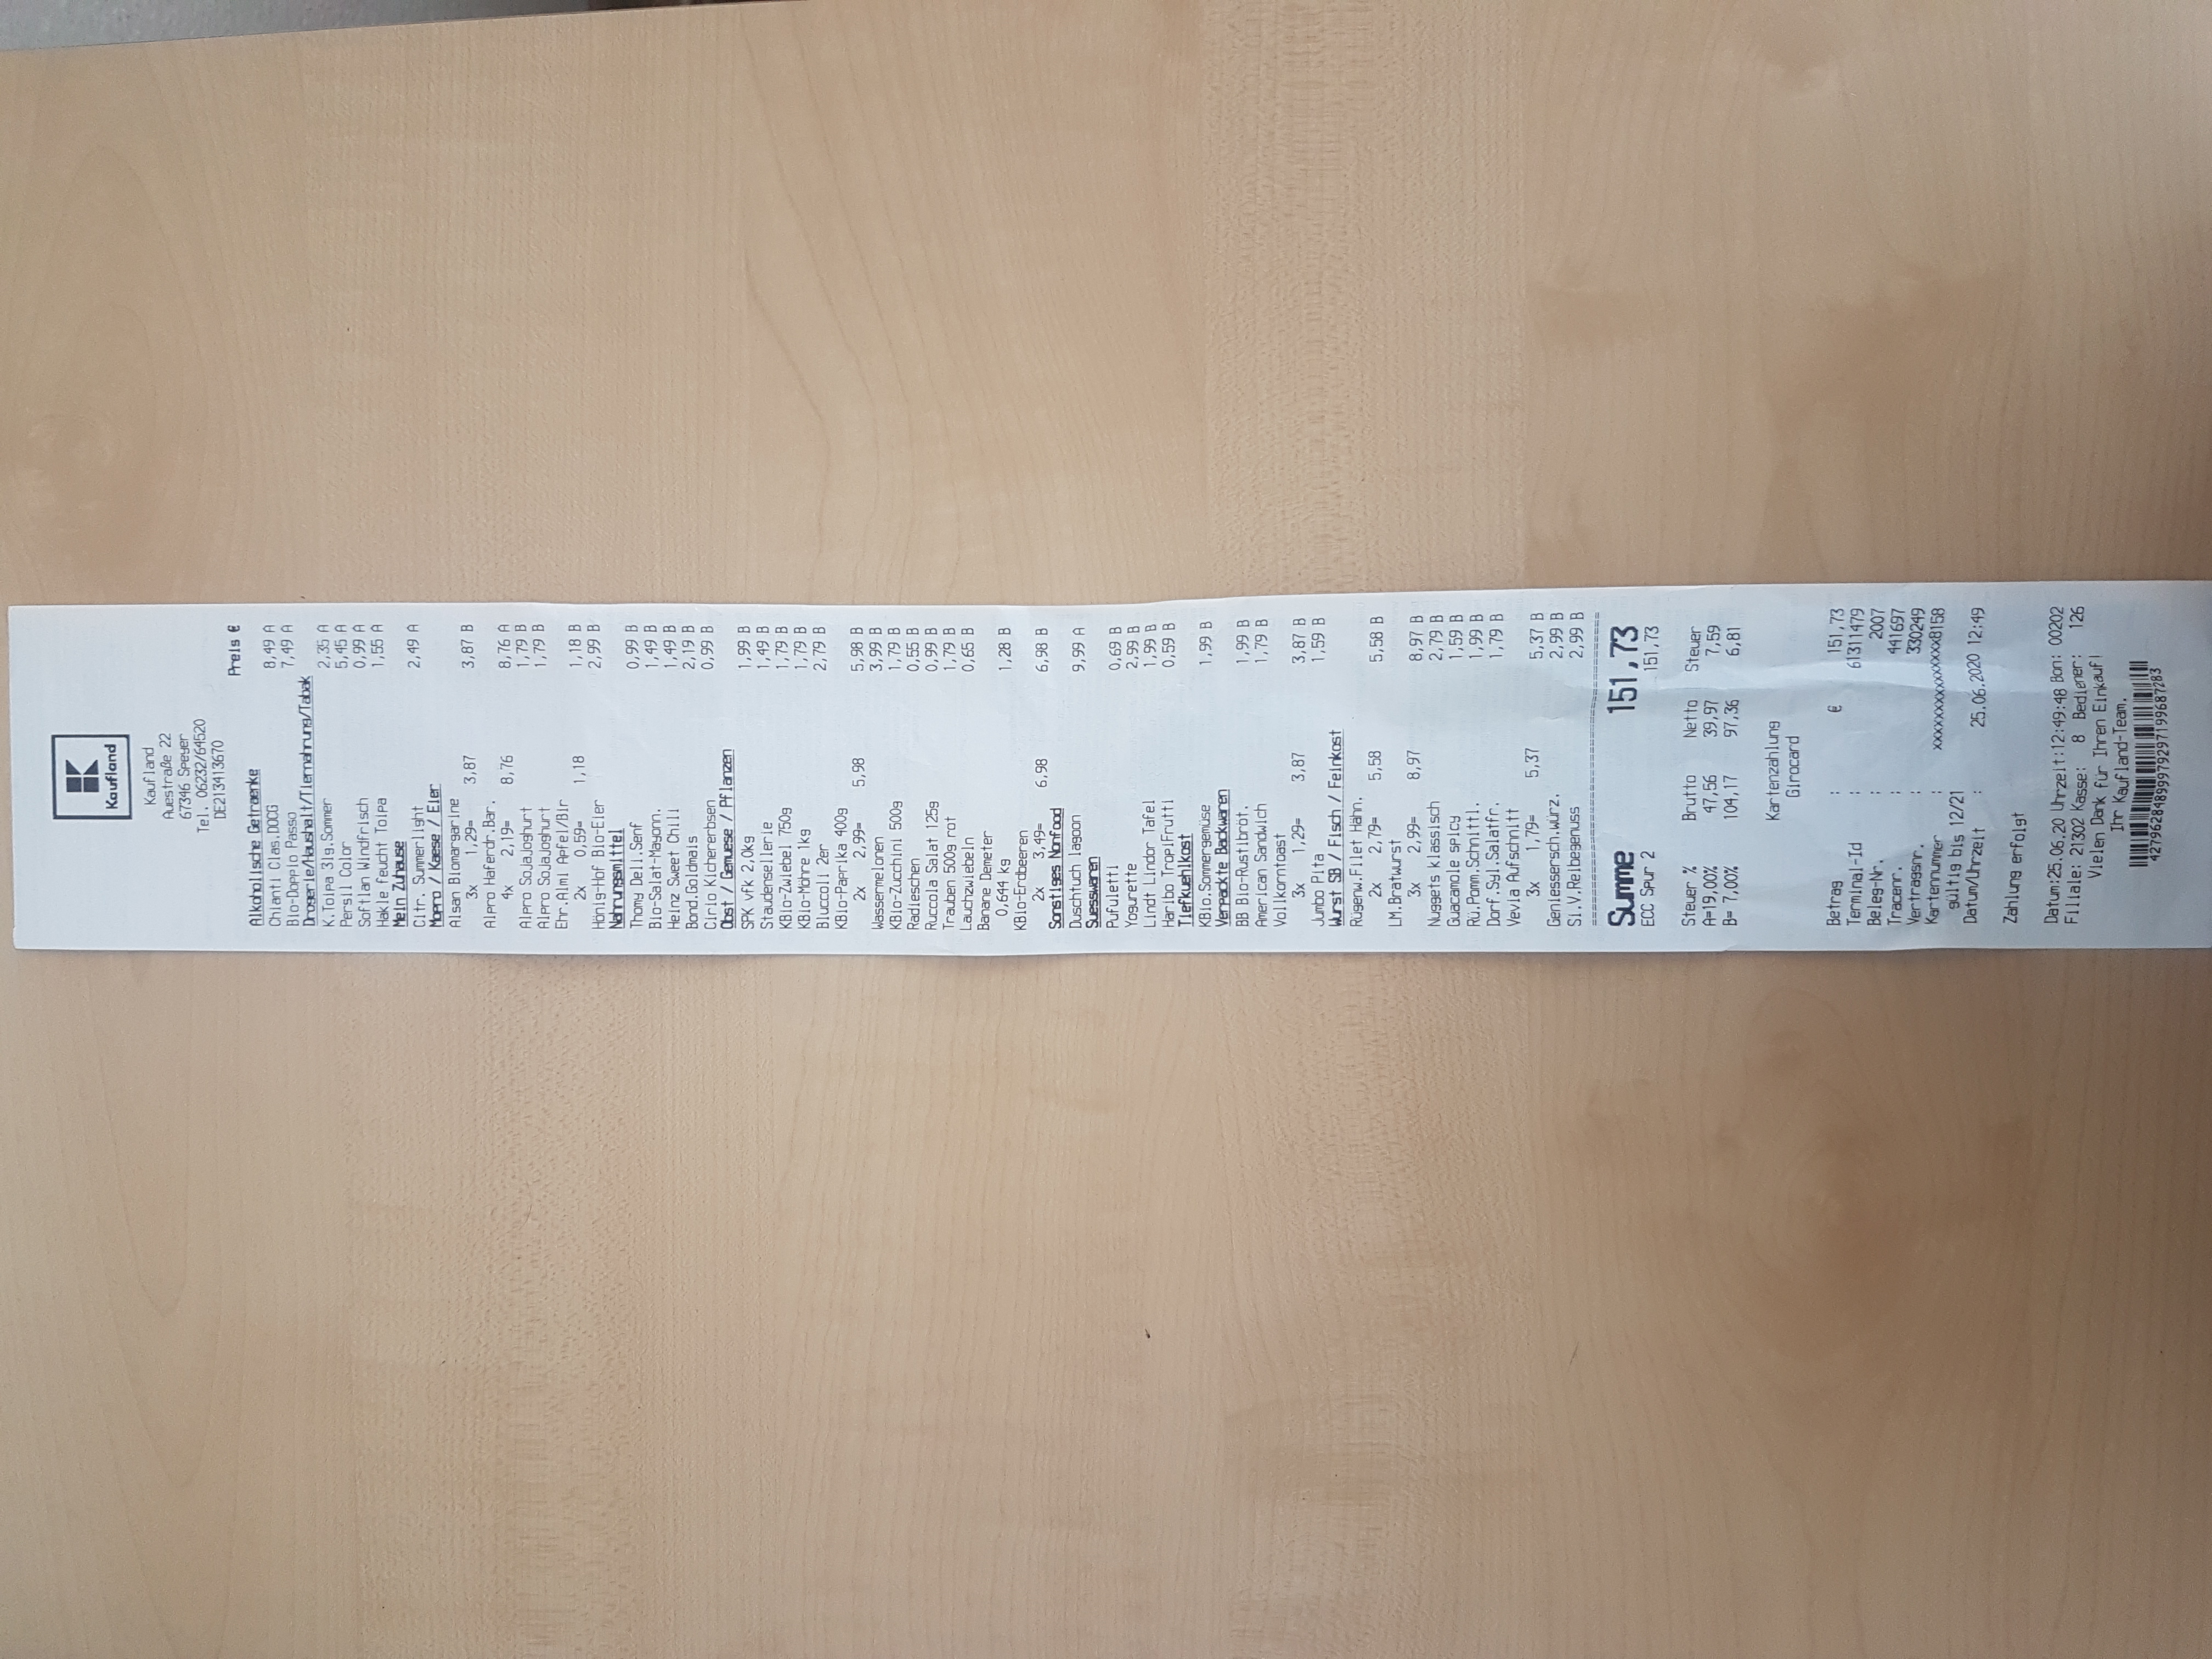 Kaufland
Kaufland
Auestraße 22
67346 Speyer
Tel. 06232/64520
DE213413670
Preis €
Alkoholische Getraenke
Chianti Clas.DOCG 8,49 A
Bio-Doppio Passo 7,49 A
Drogerie/Haushalt/Tiernahrung/Tabak
K.Toipa 3lg.Sommer 2,35 A
Persil Color 5,45 A
Softlan Windfrisch 0,99 A
Hakle feucht Toipa 1,55 A
Mein Zuhause
Citr. Summerlight 2,49 A
Mopro / Kaese / Eier
Alsan Biomargarine
3x 1,29= 3,87 3,87 B
Alpro Haferdr.Bar.
4x 2,19= 8,76 8,76 A
Alpro Sojajoghurt 1,79 B
Alpro Sojajoghurt 1,79 B
Ehr.Almi Apfel/Bir
2x 0,59= 1,18 1,18 B
Hönig-Hof Bio-Eier 2,99 B
Nahrungsmittel
Thomy Deli.Senf 0,99 B
Bio-Salat-Mayonn. 1,49 B
Heinz Sweet Chili 1,49 B
Bond.Goldmais 2,19 B
Cirio Kichererbsen 0,99 B
Obst / Gemuese / Pflanzen
SPK vfk 2,0kg 1,99 B
Staudensellerie 1,49 B
KBio-Zwiebel 750g 1,79 B
KBio-Möhre 1kg 1,79 B
Bluccoli 2er 2,79 B
KBio-Paprika 400g
2x 2,99= 5,98 5,98 B
Wassermelonen 3,99 B
KBio-Zucchini 500g 1,79 B
Radieschen 0,55 B
Ruccola Salat 125g 0,99 B
Trauben 500g rot 1,79 B
Lauchzwiebeln 0,65 B
Banane Demeter
0,644 kg 1,28 B
KBio-Erdbeeren
2x 3,49= 6,98 6,98 B
Sonstiges Nonfood
Duschtuch lagoon 9,99 A
Suesswaren
Pufuletti 0,69 B
Yogurette 2,99 B
Lindt Lindor Tafel 1,99 B
Haribo TropiFrutti 0,59 B
Tiefkuehlkost
KBio.Sommergemüse 1,99 B
Verpackte Backwaren
BB Bio-Rustibröt. 1,99 B
American Sandwich 1,79 B
Vollkorntoast
3x 1,29= 3,87 3,87 B
Jumbo Pita 1,59 B
Wurst SB / Fisch / Feinkost
Rügenw.Filet Hähn.
2x 2,79= 5,58 5,58 B
LM.Bratwurst
3x 2,99= 8,97 8,97 B
Nuggets klassisch 2,79 B
Guacamole spicy 1,59 B
Rü.Pomm.Schnittl. 1,99 B
Dorf.Syl.Salatfr. 1,79 B
Vevia Aufschnitt
3x 1,79= 5,37 5,37 B
Geniessersch.würz. 2,99 B
Si.V.Reibegenuss 2,99 B
Summe 151,73
ECC Spur 2 151,73
Steuer % Brutto Netto Steuer
A=19,00% 47,56 39,97 7,59
B= 7,00% 104,17 97,36 6,81
Kartenzahlung
Girocard
Betrag : € 151,73
Terminal-Id : 61311479
Beleg-Nr. : 2007
Tracenr. : 441697
Vertragsnr. : 330249
Kartennummer : xxxxxxxxxxxxxxx8158
gültig bis 12/21
Datum/Uhrzeit : 25.06.2020 12:49
Zahlung erfolgt
Datum:25.06.20 Uhrzeit:12:49:48 Bon: 00202
Filiale: 21302 Kasse: 8 Bediener: 126
Vielen Dank für Ihren Einkauf!
Ihr Kaufland-Team.
4279628489997929719968​7283